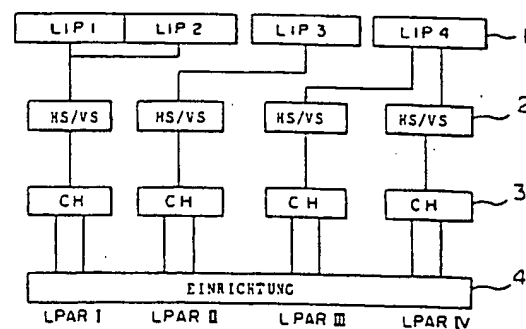 LIP 1 LIP 2 LIP 3 LIP 4 1
HS/VS HS/VS HS/VS HS/VS 2
CH CH CH CH 3
EINRICHTUNG 4
LPAR I LPAR II LPAR III LPAR IV